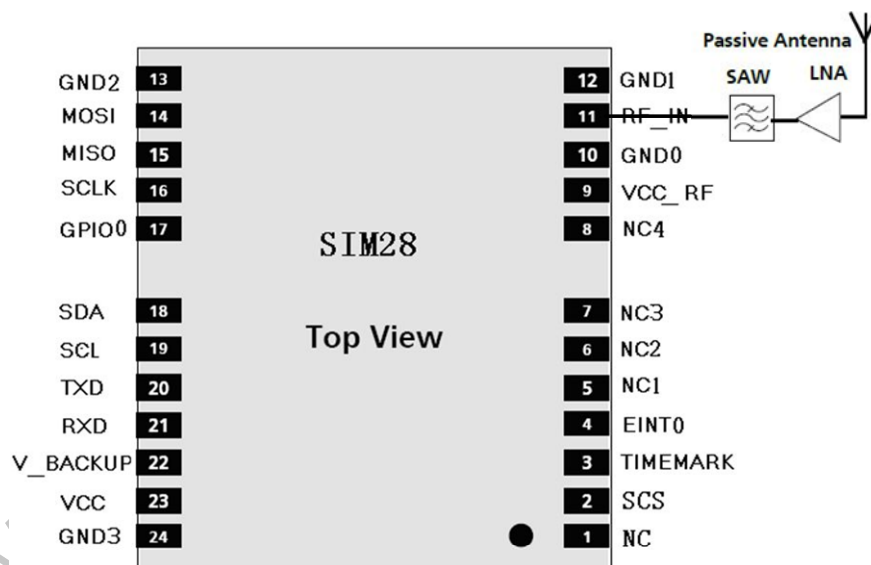 Passive Antenna
SAW LNA
GND2 13 12 GND1
MOSI 14 11 RF_IN
MISO 15 10 GND0
SCLK 16 9 VCC_RF
GPIO0 17 8 NC4
SIM28
SDA 18 7 NC3
Top View
SCL 19 6 NC2
TXD 20 5 NC1
RXD 21 4 EINT0
V_BACKUP 22 3 TIMEMARK
VCC 23 2 SCS
GND3 24 1 NC